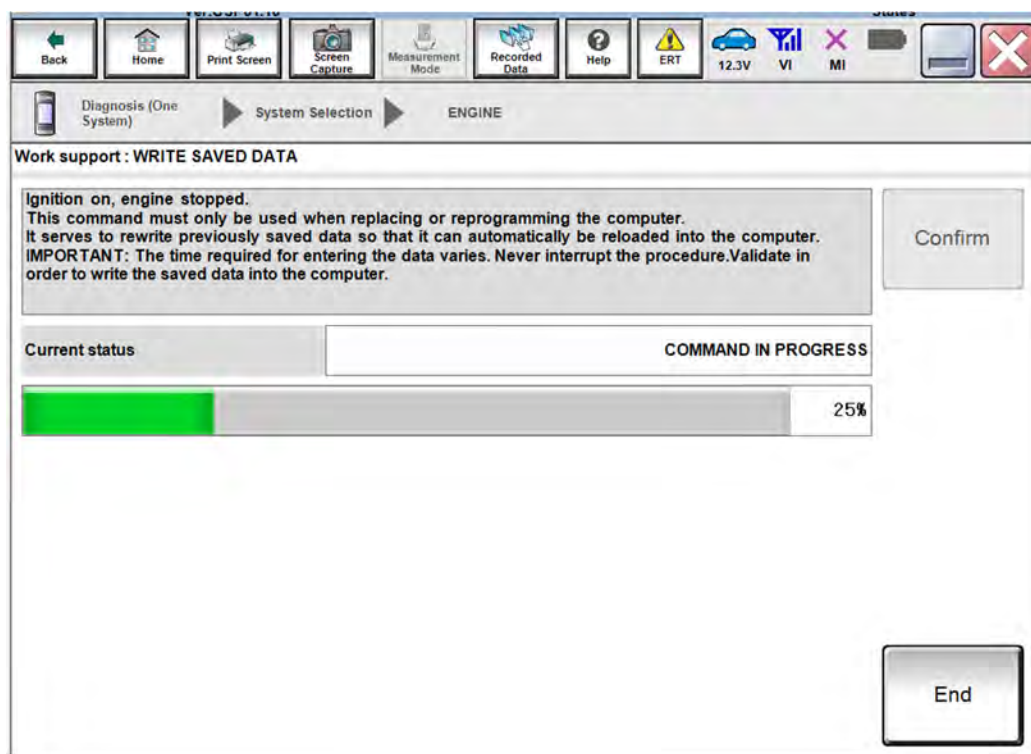 Back
Home
Print Screen
Screen
Capture
Measurement
Mode
Recorded
Data
Help
ERT
12.3V
VI
MI
Diagnosis (One
System)
System Selection
ENGINE
Work support : WRITE SAVED DATA
Ignition on, engine stopped.
This command must only be used when replacing or reprogramming the computer.
It serves to rewrite previously saved data so that it can automatically be reloaded into the computer.
IMPORTANT: The time required for entering the data varies. Never interrupt the procedure.Validate in
order to write the saved data into the computer.
Confirm
Current status
COMMAND IN PROGRESS
25%
End